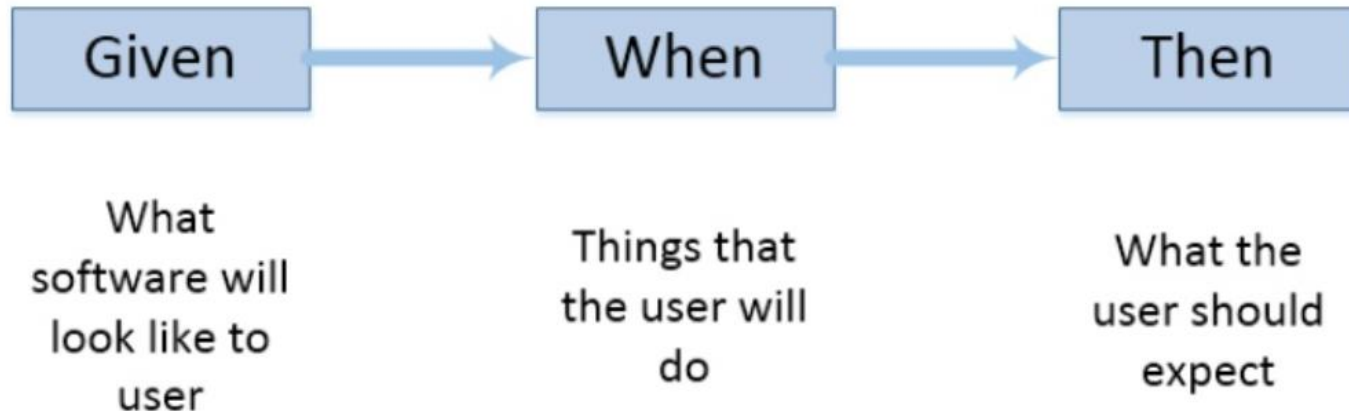 Given
When
Then
What
software will
look like to
user
Things that
the user will
do
What the
user should
expect